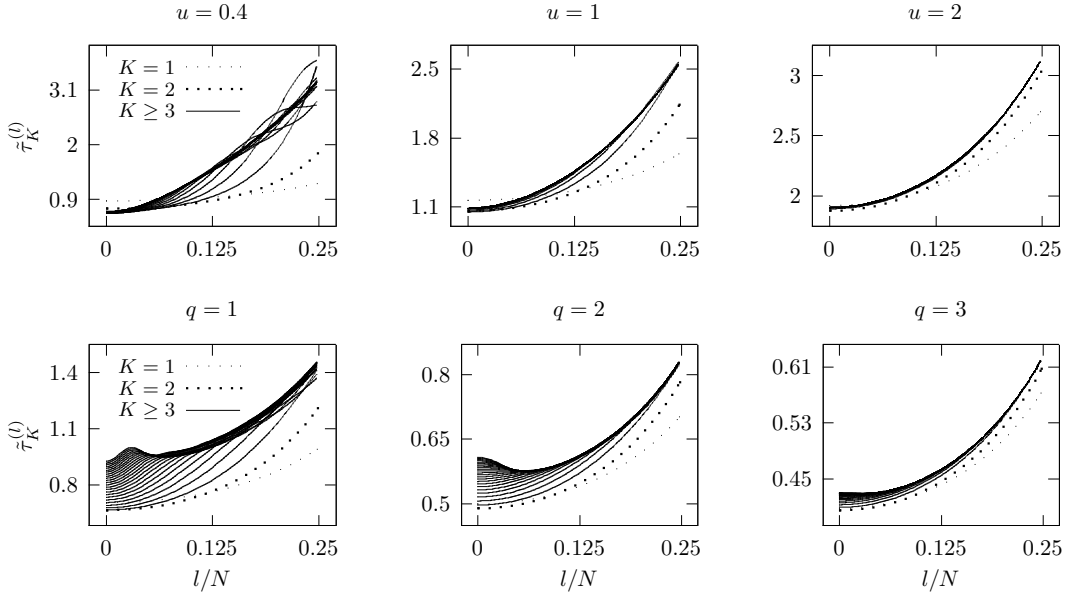 u = 0.4
u = 1
u = 2
K = 1
K = 2
K ≥ 3
3.1
2
0.9
τ̃_K^(l)
0
0.125
0.25
2.5
1.8
1.1
0
0.125
0.25
3
2.5
2
0
0.125
0.25
q = 1
q = 2
q = 3
K = 1
K = 2
K ≥ 3
1.4
1.1
0.8
τ̃_K^(l)
0
0.125
0.25
l/N
0.8
0.65
0.5
0
0.125
0.25
l/N
0.61
0.53
0.45
0
0.125
0.25
l/N